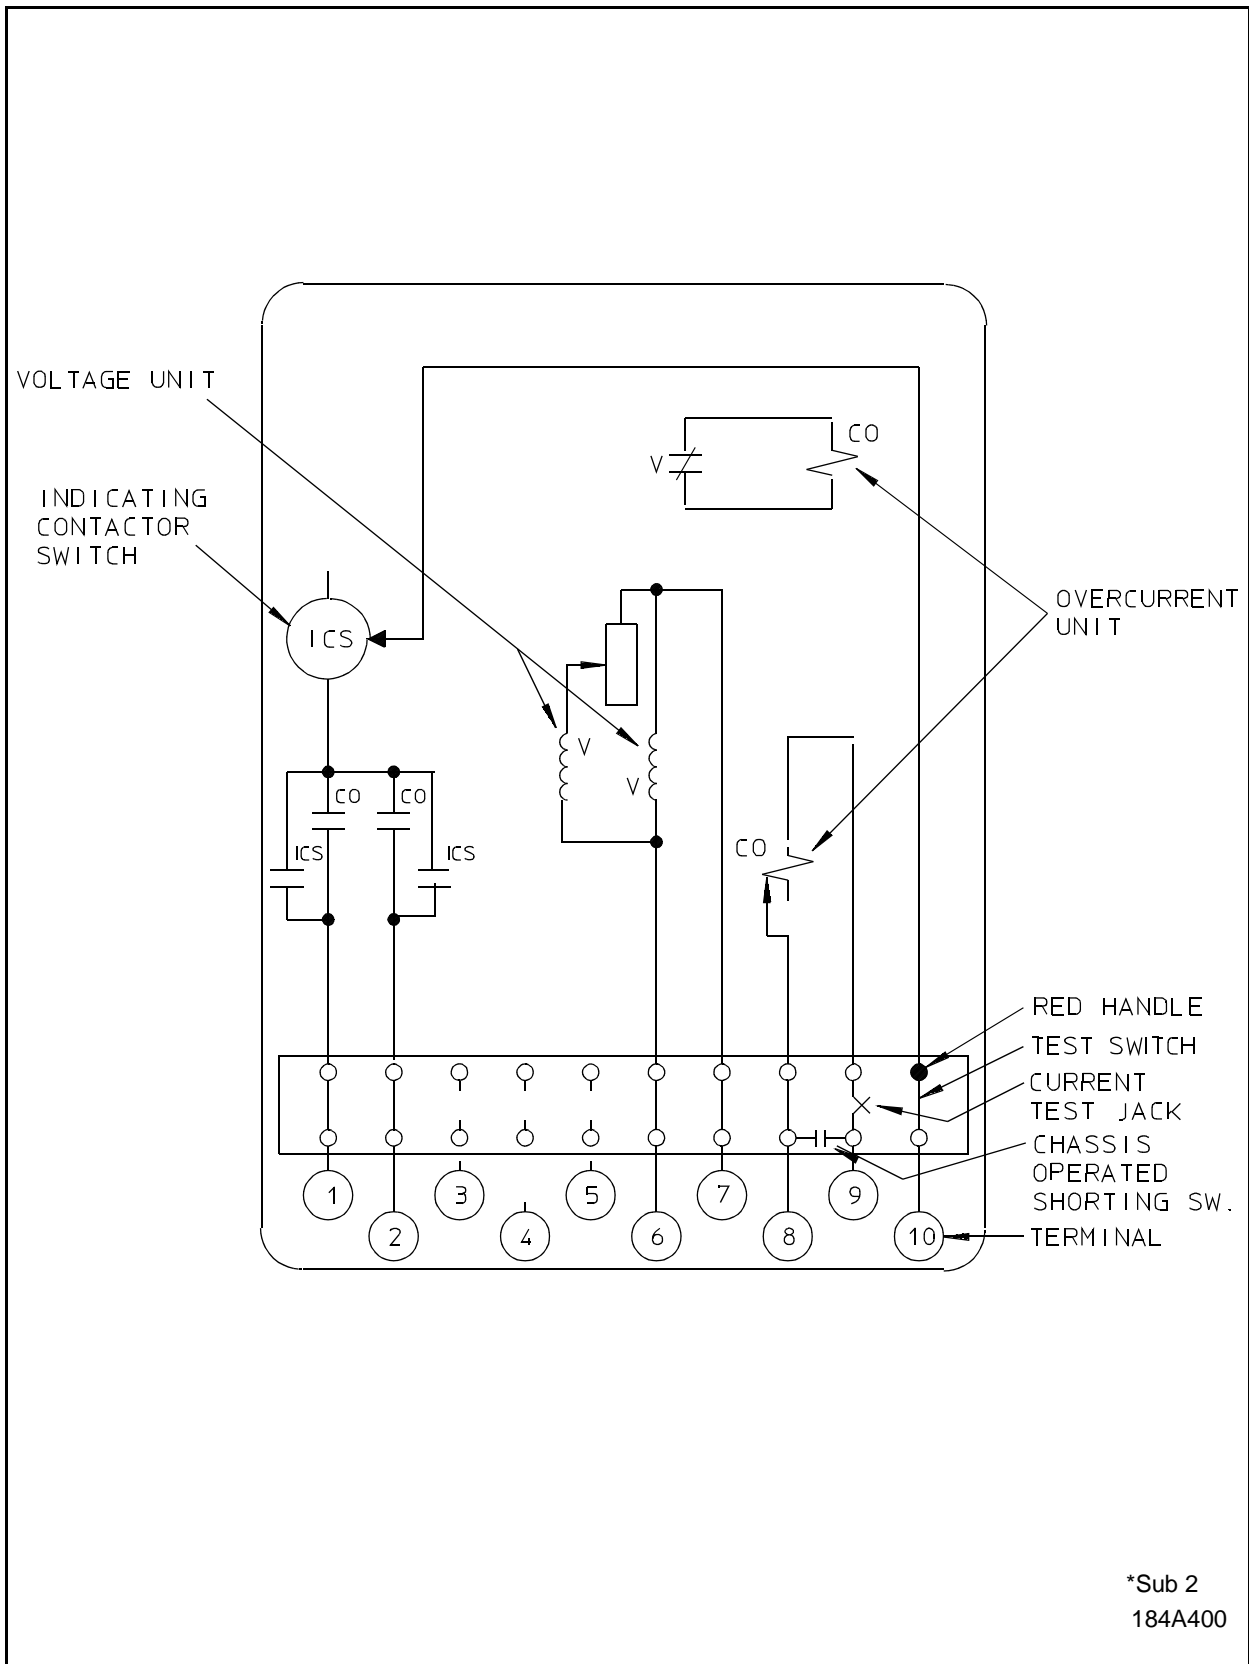 VOLTAGE UNIT
CO
V
INDICATING
CONTACTOR
SWITCH
OVERCURRENT
UNIT
ICS
V
V
CO
CO
CO
ICS
ICS
RED HANDLE
TEST SWITCH
CURRENT
TEST JACK
CHASSIS
OPERATED
SHORTING SW.
TERMINAL
1
3
5
7
9
2
4
6
8
10
*Sub 2
184A400